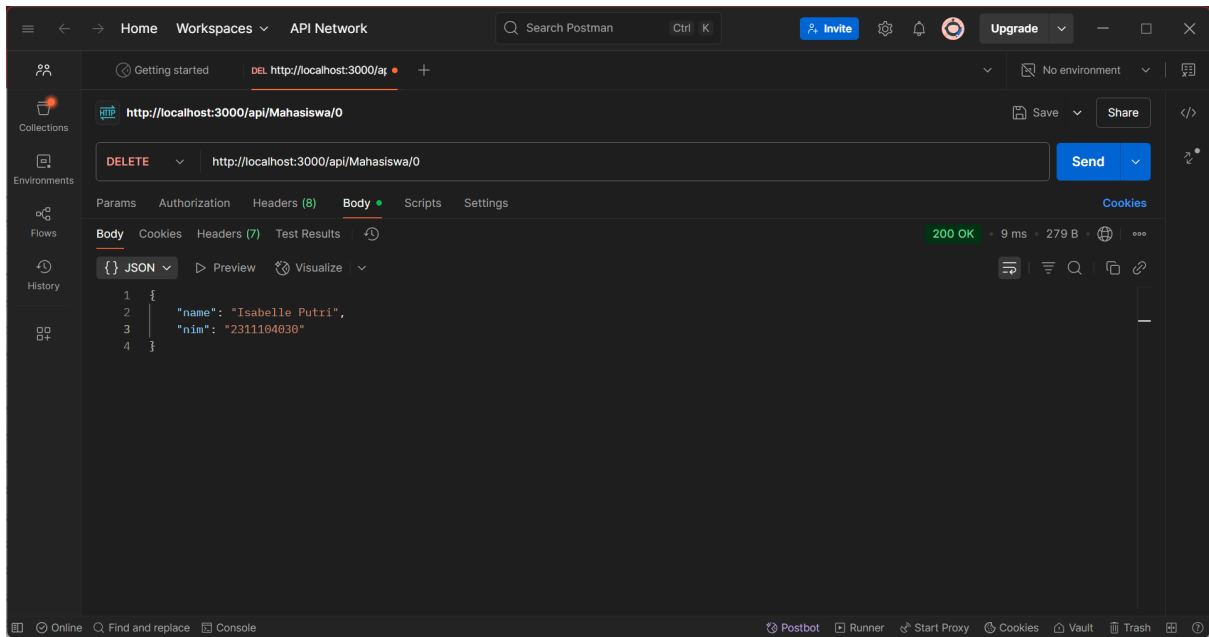 Home Workspaces API Network Search Postman Ctrl K Invite Upgrade
Getting started DEL http://localhost:3000/ap No environment
HTTP http://localhost:3000/api/Mahasiswa/0 Save Share
Collections
DELETE http://localhost:3000/api/Mahasiswa/0 Send
Environments
Params Authorization Headers (8) Body Scripts Settings Cookies
Flows
Body Cookies Headers (7) Test Results 200 OK 9 ms 279 B
{} JSON Preview Visualize
History
1 {
2 "name": "Isabelle Putri",
3 "nim": "2311104030"
4 }
Online Find and replace Console Postbot Runner Start Proxy Cookies Vault Trash